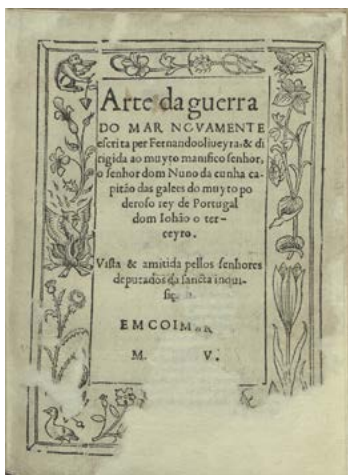 Arte da guerra
DO MAR NOVAMENTE
escrita per Fernandooliueyra, & di
rigida ao muyto manifico senhor,
o senhor dom Nuno da cunha ca-
pitão das galees do muyto po
deroso rey de Portugal
dom Iohão o ter-
ceyro.
Vista & amitida pellos senhores
deputados da sancta inqui-
siç
EM COIM
M. V.